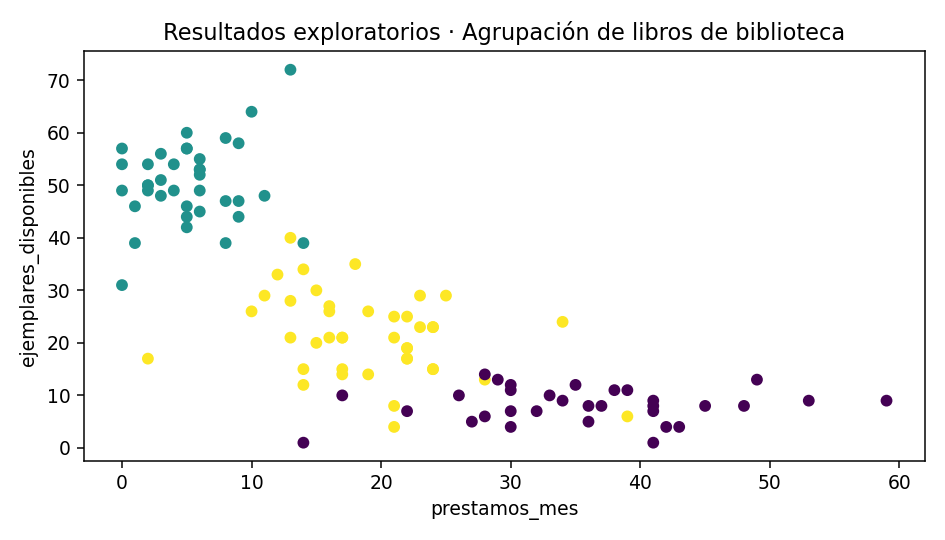 Resultados exploratorios · Agrupación de libros de biblioteca
ejemplares_disponibles
70
60
50
40
30
20
10
0
0 10 20 30 40 50 60
prestamos_mes